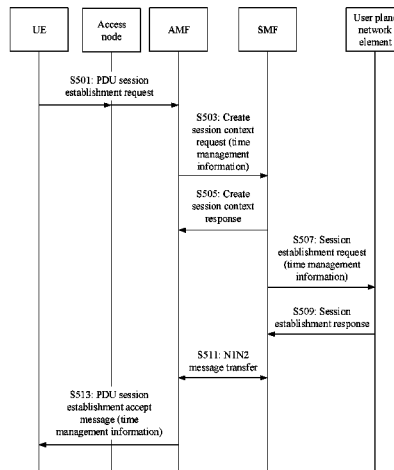 UE
Access
node
AMF
SMF
User plane
network
element
S501: PDU session
establishment request
S503: Create
session context
request (time
management
information)
S505: Create
session context
response
S507: Session
establishment request
(time management
information)
S509: Session
establishment response
S511: N1N2
message transfer
S513: PDU session
establishment accept
message (time
management information)